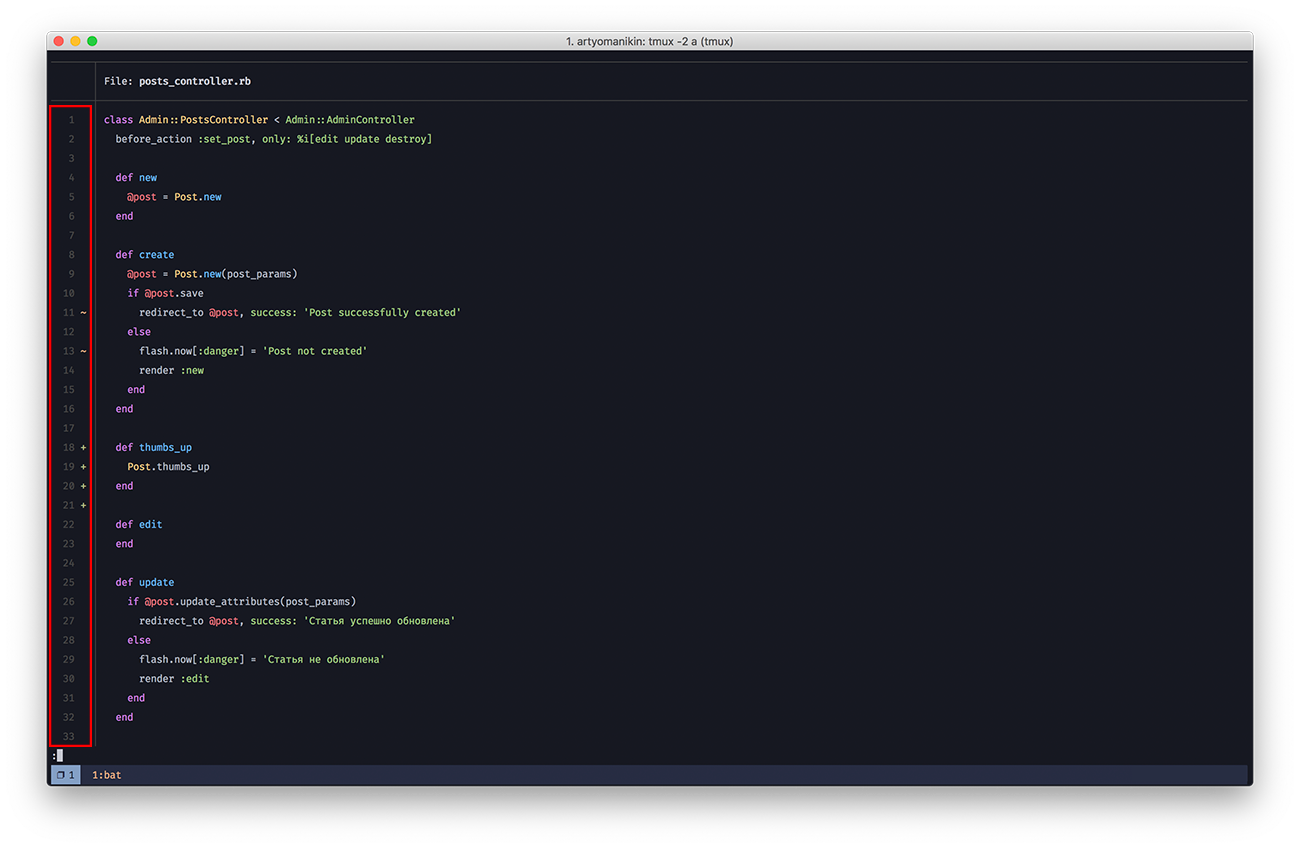 1. artyomanikin: tmux -2 a (tmux)
File: posts_controller.rb
1 class Admin::PostsController < Admin::AdminController
2 before_action :set_post, only: %i[edit update destroy]
3
4 def new
5 @post = Post.new
6 end
7
8 def create
9 @post = Post.new(post_params)
10 if @post.save
11 ~ redirect_to @post, success: 'Post successfully created'
12 else
13 ~ flash.now[:danger] = 'Post not created'
14 render :new
15 end
16 end
17
18 + def thumbs_up
19 + Post.thumbs_up
20 + end
21 +
22 def edit
23 end
24
25 def update
26 if @post.update_attributes(post_params)
27 redirect_to @post, success: 'Статья успешно обновлена'
28 else
29 flash.now[:danger] = 'Статья не обновлена'
30 render :edit
31 end
32 end
33
:
1 1:bat